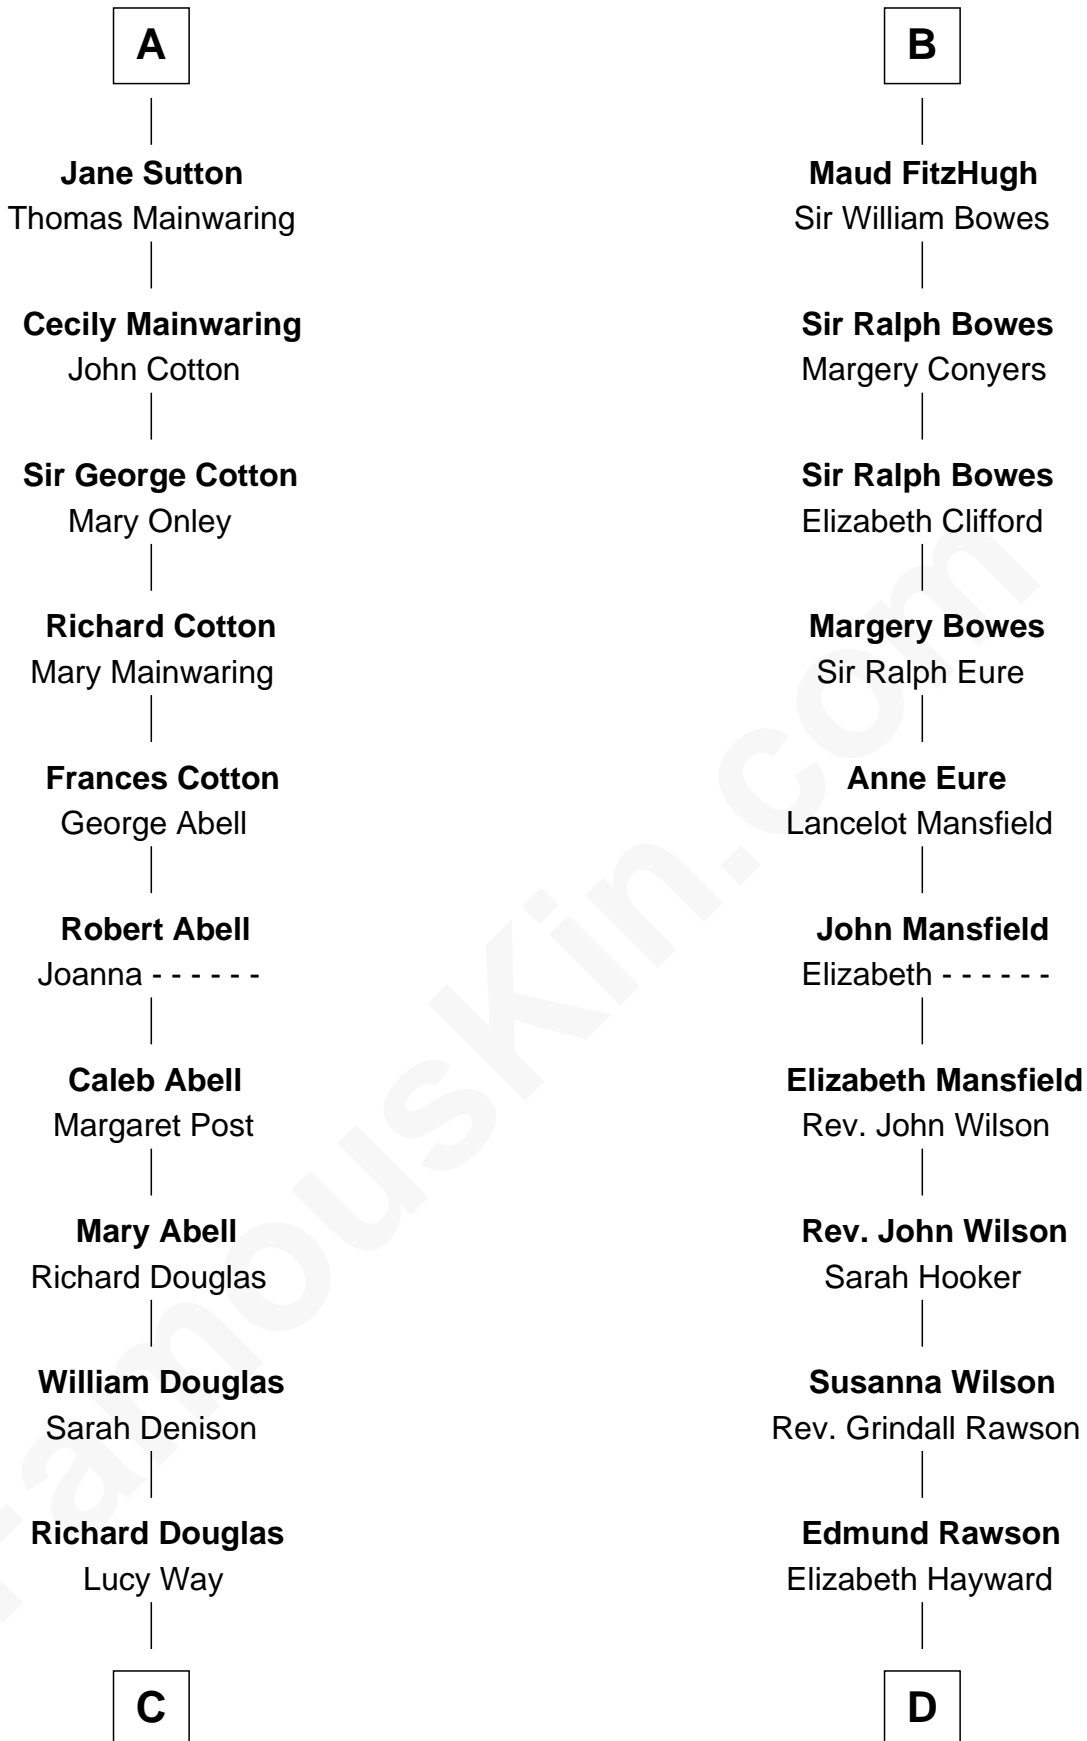 A
Jane Sutton
Thomas Mainwaring
Cecily Mainwaring
John Cotton
Sir George Cotton
Mary Onley
Richard Cotton
Mary Mainwaring
Frances Cotton
George Abell
Robert Abell
Joanna - - - - - -
Caleb Abell
Margaret Post
Mary Abell
Richard Douglas
William Douglas
Sarah Denison
Richard Douglas
Lucy Way
C
B
Maud FitzHugh
Sir William Bowes
Sir Ralph Bowes
Margery Conyers
Sir Ralph Bowes
Elizabeth Clifford
Margery Bowes
Sir Ralph Eure
Anne Eure
Lancelot Mansfield
John Mansfield
Elizabeth - - - - - -
Elizabeth Mansfield
Rev. John Wilson
Rev. John Wilson
Sarah Hooker
Susanna Wilson
Rev. Grindall Rawson
Edmund Rawson
Elizabeth Hayward
D
FamousKin.com